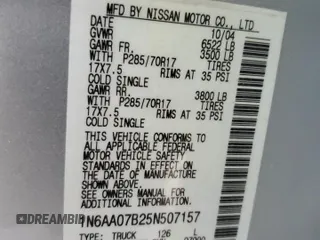 MFD BY NISSAN MOTOR CO., LTD
10/04
GVWR 6522 LB
GAWR FR. 3500 LB
WITH P285/70R17 TIRES
17X7.5 RIMS AT 35 PSI
COLD SINGLE
GAWR RR. 3800 LB
WITH P285/70R17 TIRES
17X7.5 RIMS AT 35 PSI
COLD SINGLE
THIS VEHICLE CONFORMS TO
ALL APPLICABLE FEDERAL
MOTOR VEHICLE SAFETY
STANDARDS IN EFFECT ON
THE DATE OF MANUFACTURE
SHOWN ABOVE. SEE
OWNERS MANUAL FOR
ADDITIONAL INFORMATION
1N6AA07B25N507157
TYPE: TRUCK 126 L
DREAMBID